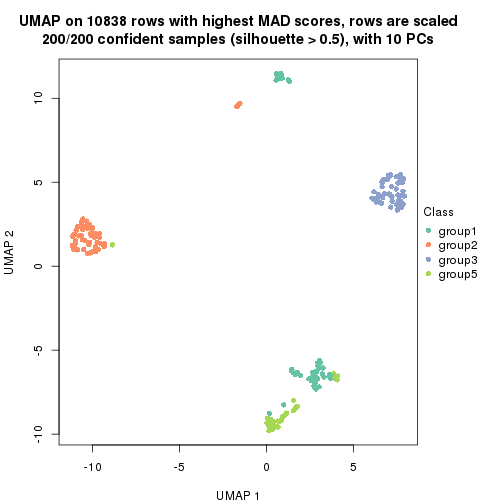 UMAP on 10838 rows with highest MAD scores, rows are scaled
200/200 confident samples (silhouette > 0.5), with 10 PCs
10
5
0
-5
-10
UMAP 2
-10
-5
0
5
UMAP 1
Class
group1
group2
group3
group5